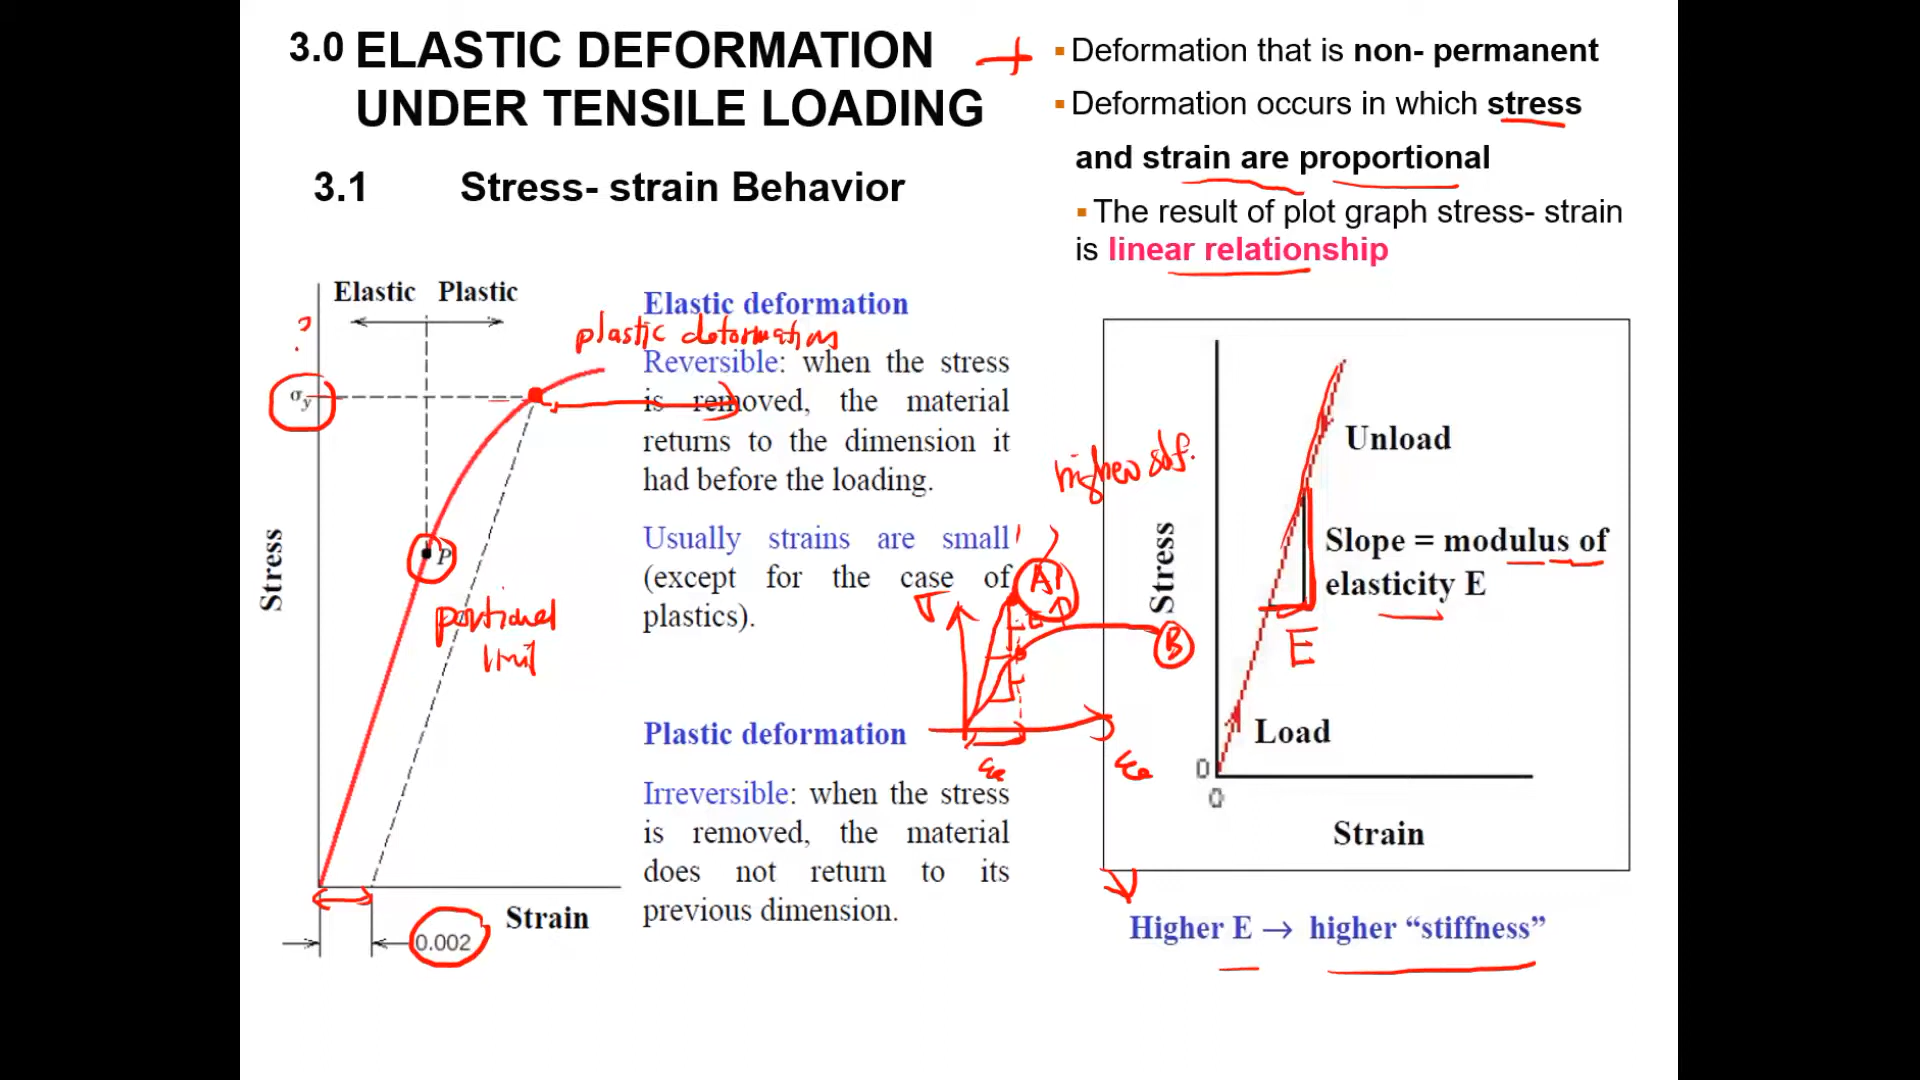 3.0 ELASTIC DEFORMATION
UNDER TENSILE LOADING
3.1 Stress- strain Behavior
▪ Deformation that is non- permanent
▪ Deformation occurs in which stress
and strain are proportional
▪ The result of plot graph stress- strain
is linear relationship
Elastic Plastic
?
σy
P
portional
limit
Stress
Strain
0.002
Elastic deformation
plastic deformation
Reversible: when the stress
is removed, the material
returns to the dimension it
had before the loading.
Usually strains are small
(except for the case of
plastics).
Plastic deformation
Irreversible: when the stress
is removed, the material
does not return to its
previous dimension.
higher
σ
A
B
Unload
Slope = modulus of
elasticity E
E
Stress
Load
0
0
Strain
Higher E → higher “stiffness”